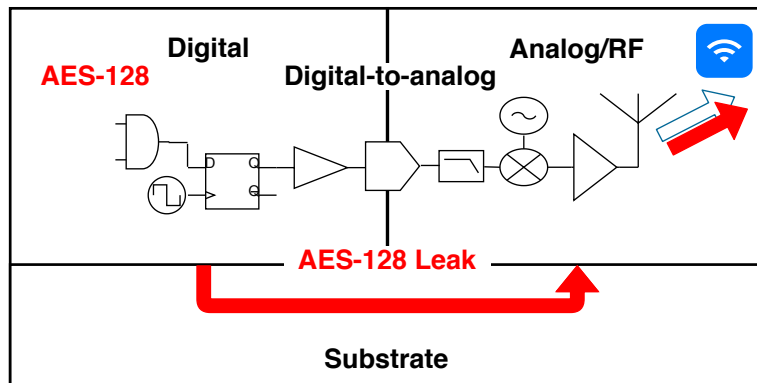 Digital
Analog/RF
AES-128
Digital-to-analog
AES-128 Leak
Substrate